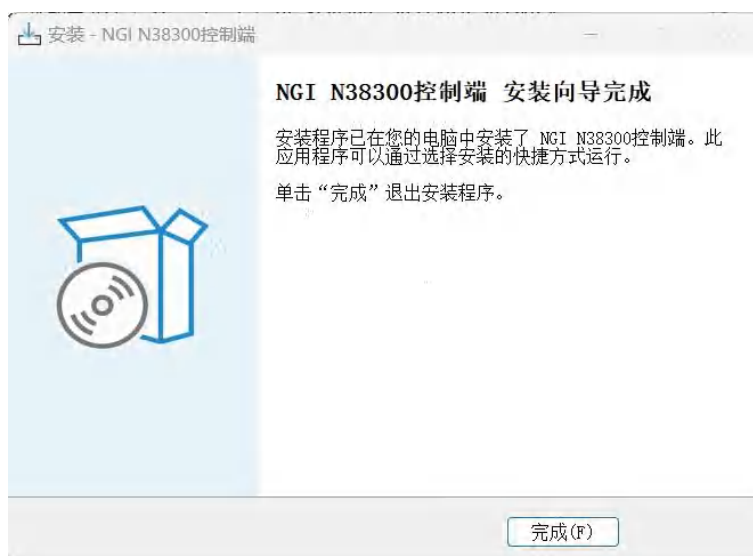 安装 - NGI N38300控制端
NGI N38300控制端 安装向导完成
安装程序已在您的电脑中安装了 NGI N38300控制端。此
应用程序可以通过选择安装的快捷方式运行。
单击“完成”退出安装程序。
完成(F)